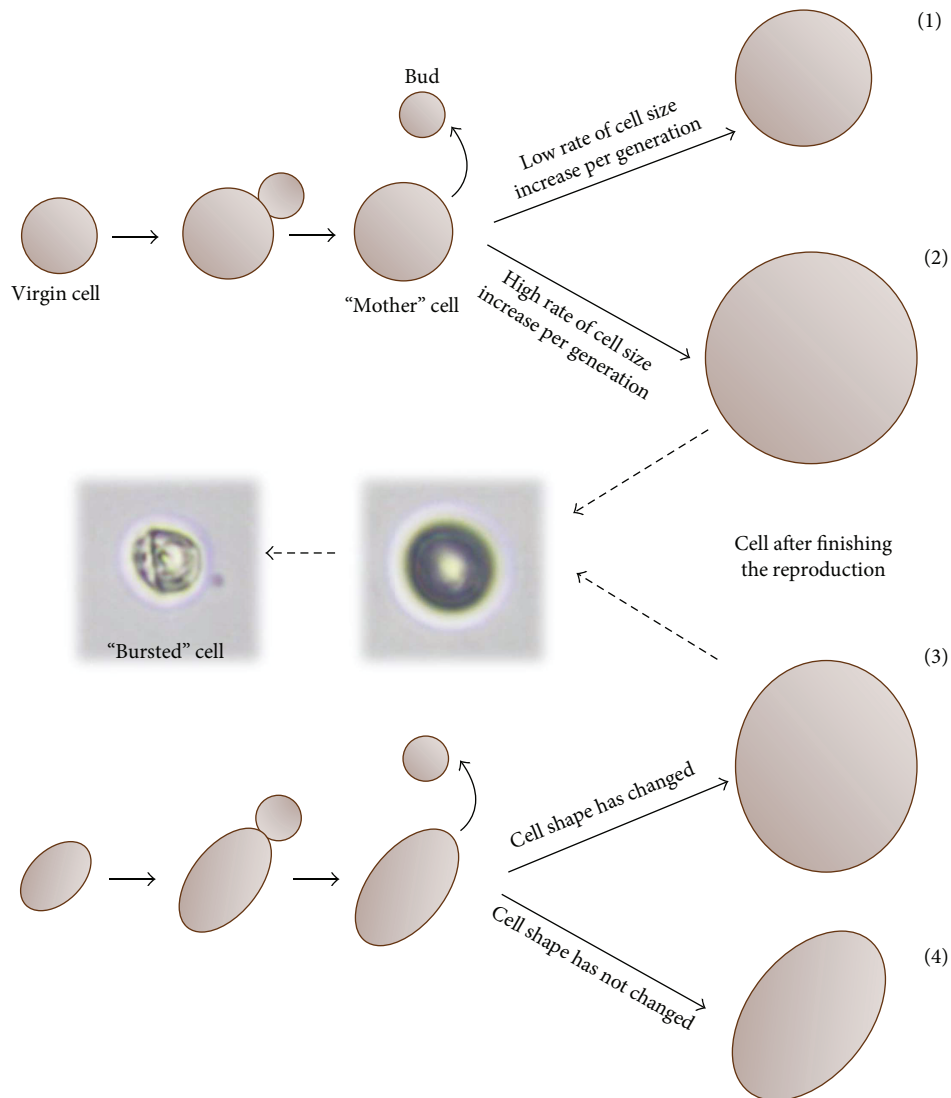 (1)
Bud
Low rate of cell size
increase per generation
Virgin cell
“Mother” cell
High rate of cell size
increase per generation
(2)
Cell after finishing
the reproduction
“Bursted” cell
(3)
Cell shape has changed
Cell shape has not changed
(4)